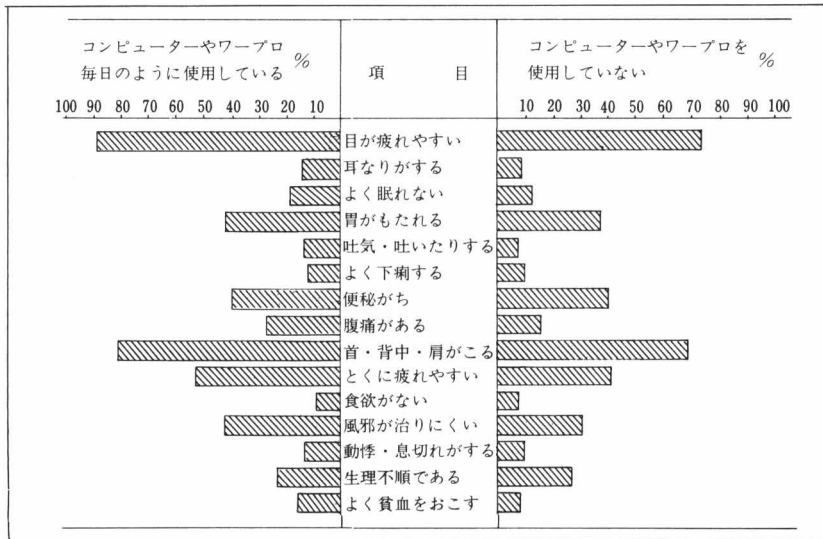 コンピューターやワープロ
毎日のように使用している %
項 目
コンピューターやワープロを
使用していない %
100 90 80 70 60 50 40 30 20 10
10 20 30 40 50 60 70 80 90 100
目が疲れやすい
耳なりがする
よく眠れない
胃がもたれる
吐気・吐いたりする
よく下痢する
便秘がち
腹痛がある
首・背中・肩がこる
とくに疲れやすい
食欲がない
風邪が治りにくい
動悸・息切れがする
生理不順である
よく貧血をおこす